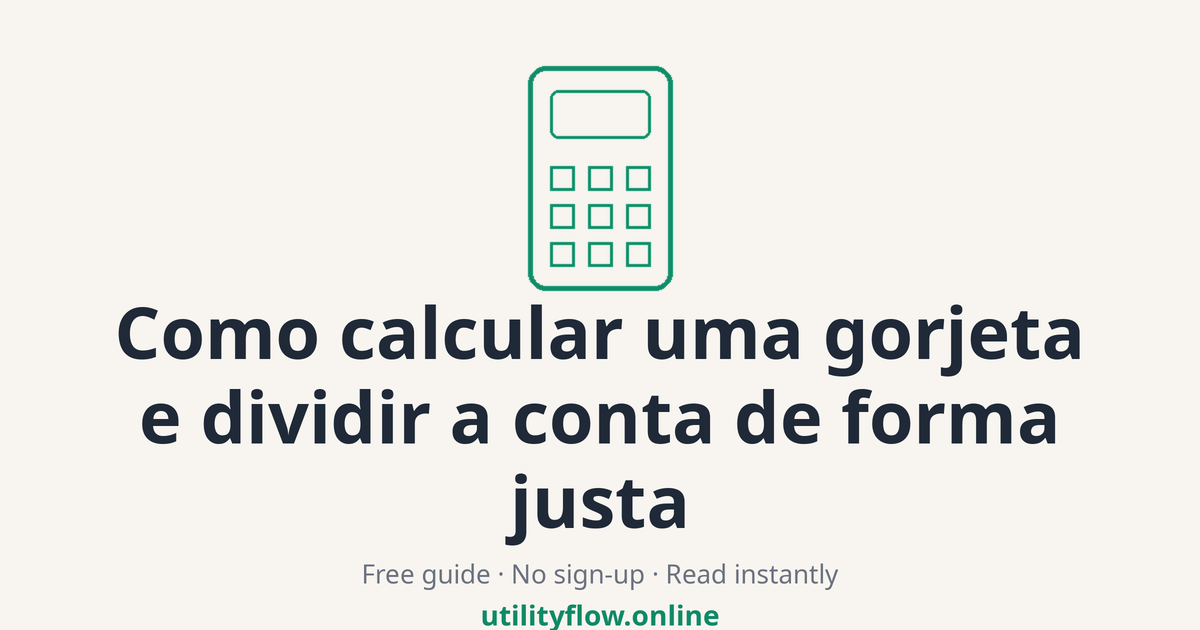 Como calcular uma gorjeta
e dividir a conta de forma
justa
Free guide · No sign-up · Read instantly
utilityflow.online